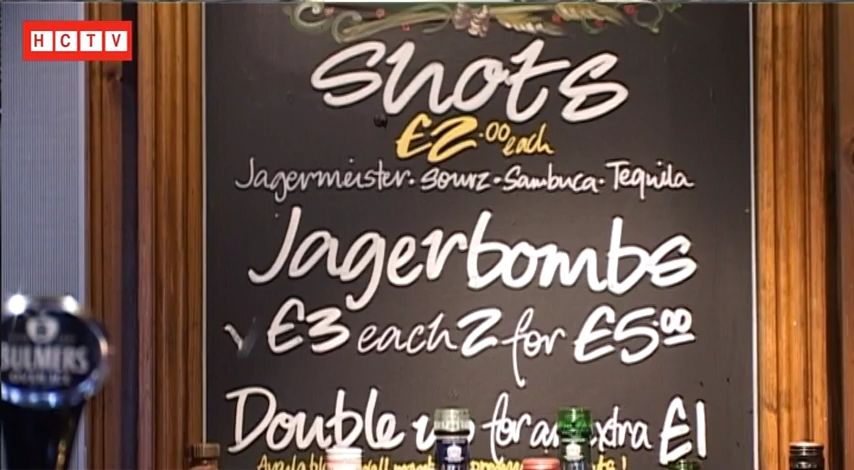 HCTV
Shots
£2.00 each
Jagermeister · Sourz · Sambuca · Tequila
Jagerbombs
£3 each 2 for £5.00
BULMERS
Double up for an extra £1